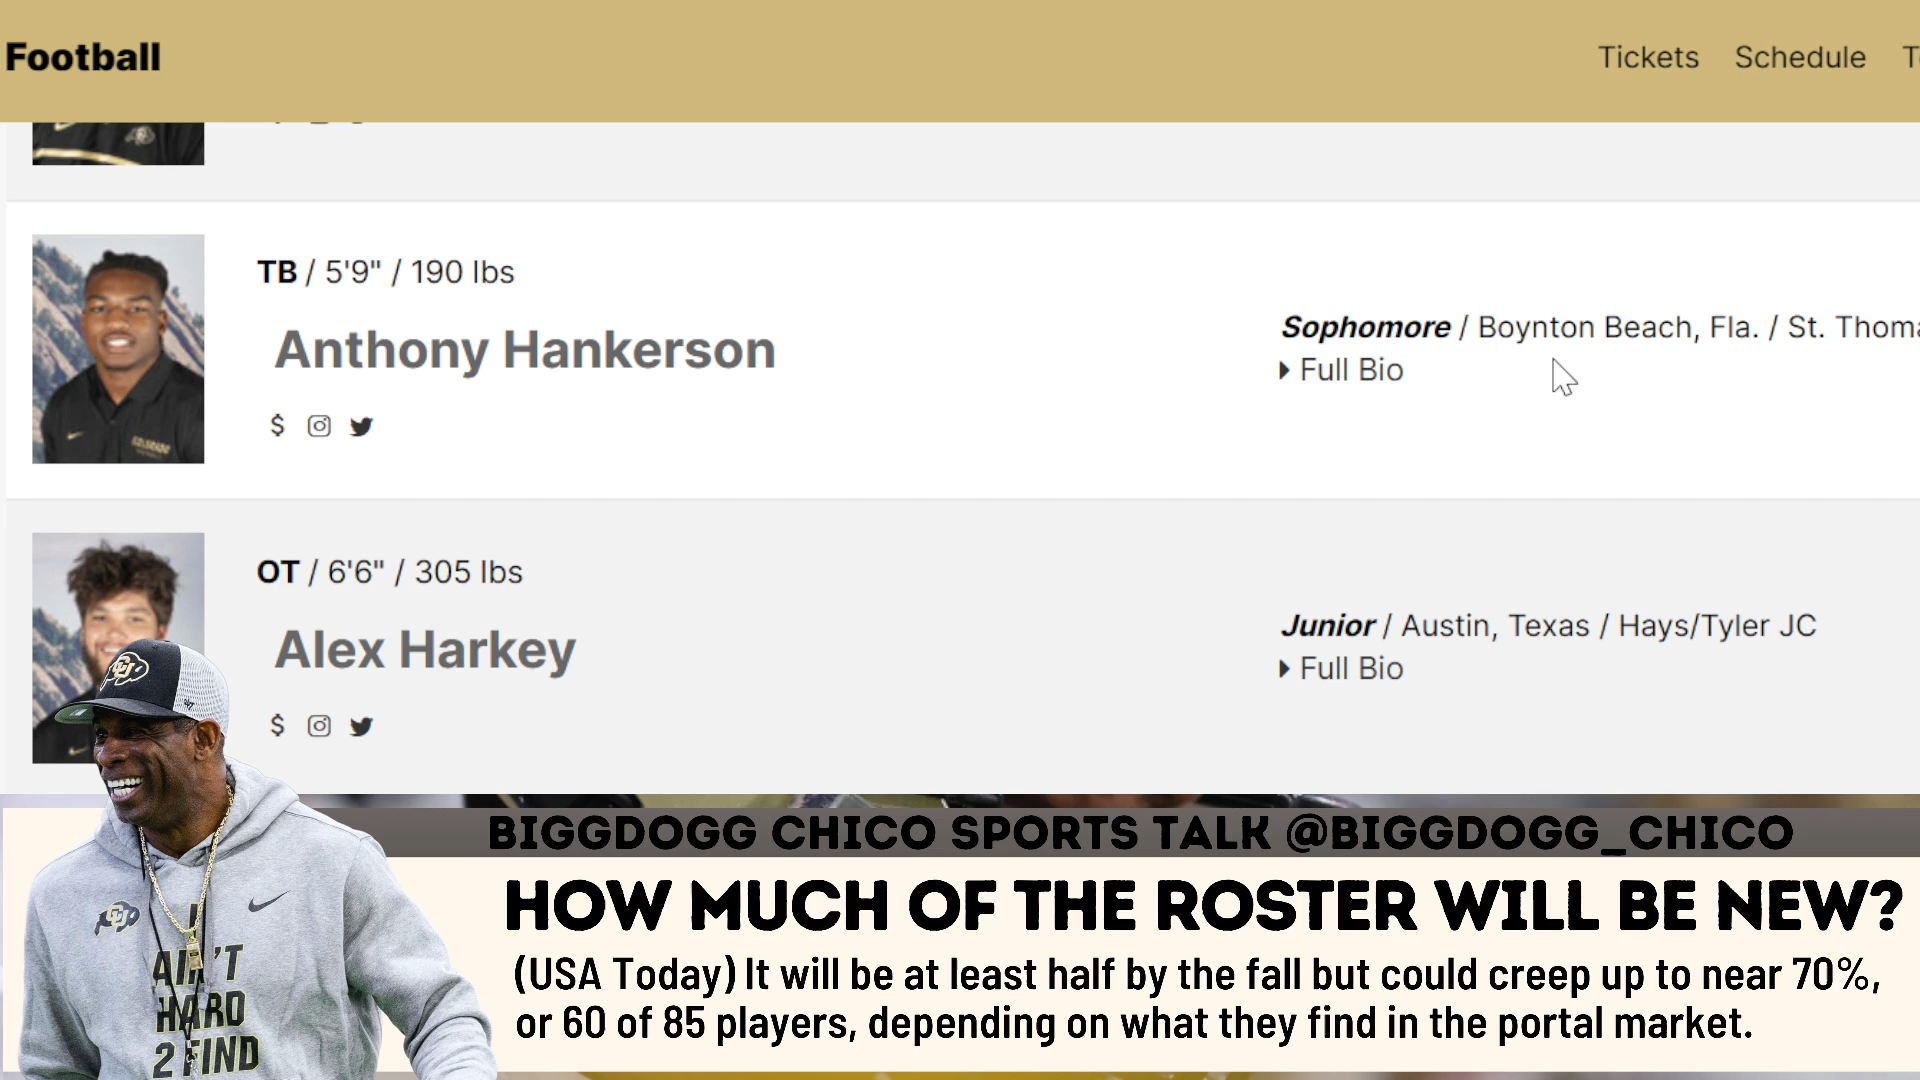 Football
Tickets Schedule
TB / 5'9" / 190 lbs
Anthony Hankerson
Sophomore / Boynton Beach, Fla. / St.
Full Bio
$
OT / 6'6" / 305 lbs
Alex Harkey
Junior / Austin, Texas / Hays/Tyler JC
Full Bio
$
CU
CU
I
AIN'T
HARD
2 FIND
BIGGDOGG CHICO SPORTS TALK @BIGGDOGG_CHICO
HOW MUCH OF THE ROSTER WILL BE NEW?
(USA Today) It will be at least half by the fall but could creep up to near 70%,
or 60 of 85 players, depending on what they find in the portal market.